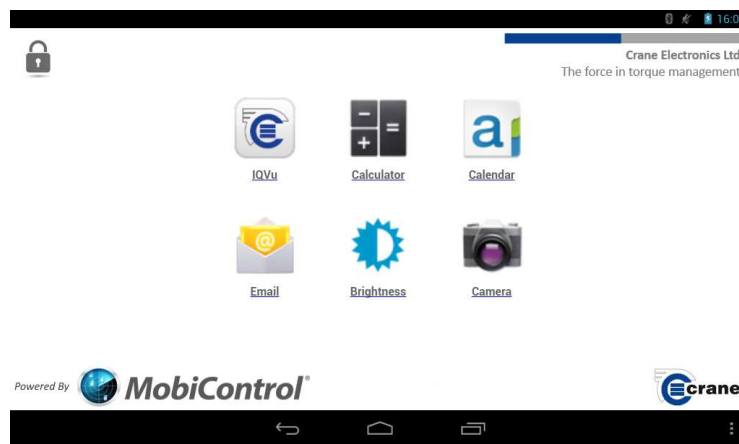 16:0
Crane Electronics Ltd
The force in torque management
IQVu
Calculator
Calendar
Email
Brightness
Camera
Powered By MobiControl®
crane